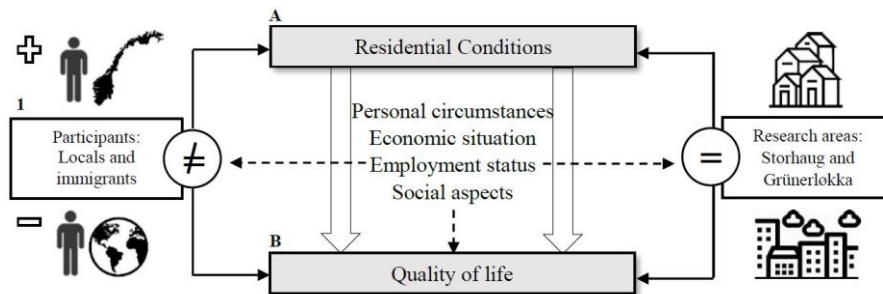 A
Residential Conditions
1
Participants:
Locals and
immigrants
≠
Personal circumstances
Economic situation
Employment status
Social aspects
=
Research areas:
Storhaug and
Grünerløkka
B
Quality of life